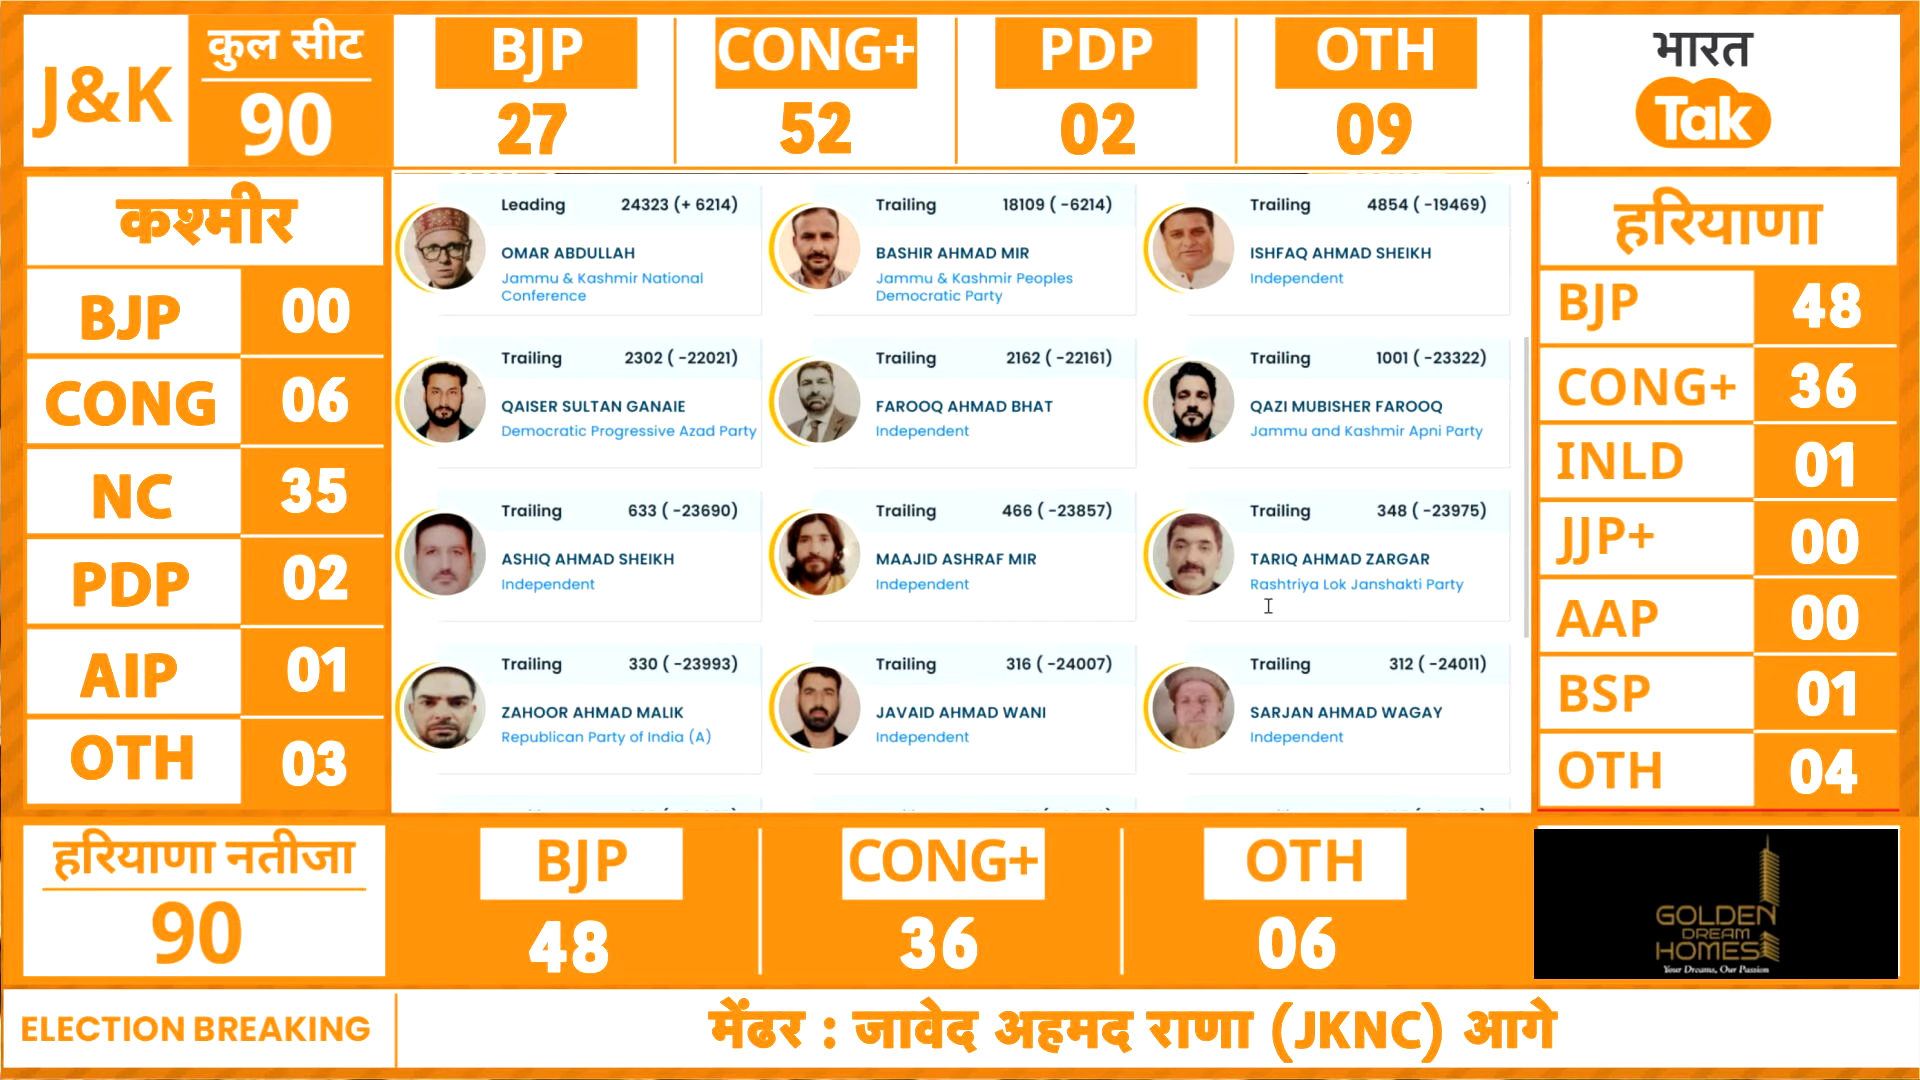 J&K
कुल सीट
90
BJP
27
CONG+
52
PDP
02
OTH
09
भारत
Tak
कश्मीर
BJP 00
CONG 06
NC 35
PDP 02
AIP 01
OTH 03
Leading 24323 (+ 6214)
OMAR ABDULLAH
Jammu & Kashmir National
Conference
Trailing 18109 ( -6214)
BASHIR AHMAD MIR
Jammu & Kashmir Peoples
Democratic Party
Trailing 4854 ( -19469)
ISHFAQ AHMAD SHEIKH
Independent
Trailing 2302 ( -22021)
QAISER SULTAN GANAIE
Democratic Progressive Azad Party
Trailing 2162 ( -22161)
FAROOQ AHMAD BHAT
Independent
Trailing 1001 ( -23322)
QAZI MUBISHER FAROOQ
Jammu and Kashmir Apni Party
Trailing 633 ( -23690)
ASHIQ AHMAD SHEIKH
Independent
Trailing 466 ( -23857)
MAAJID ASHRAF MIR
Independent
Trailing 348 ( -23975)
TARIQ AHMAD ZARGAR
Rashtriya Lok Janshakti Party
Trailing 330 ( -23993)
ZAHOOR AHMAD MALIK
Republican Party of India (A)
Trailing 316 ( -24007)
JAVAID AHMAD WANI
Independent
Trailing 312 ( -24011)
SARJAN AHMAD WAGAY
Independent
हरियाणा
BJP 48
CONG+ 36
INLD 01
JJP+ 00
AAP 00
BSP 01
OTH 04
हरियाणा नतीजा
90
BJP
48
CONG+
36
OTH
06
GOLDEN
DREAM
HOMES
Your Dreams, Our Passion
ELECTION BREAKING
मेंढर : जावेद अहमद राणा (JKNC) आगे